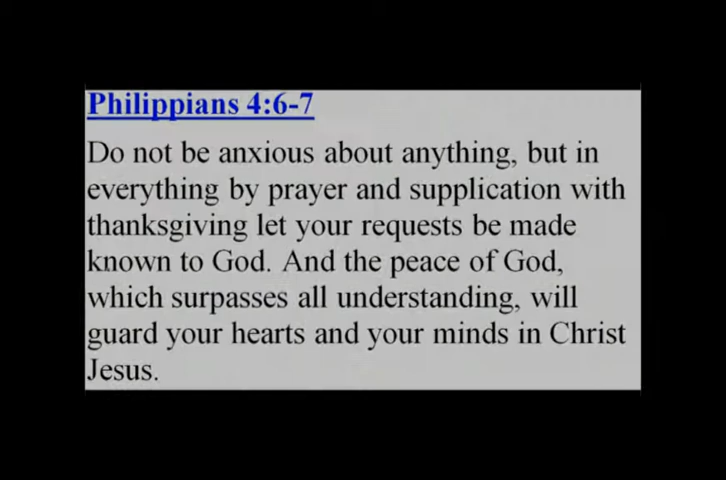 Philippians 4:6-7
Do not be anxious about anything, but in
everything by prayer and supplication with
thanksgiving let your requests be made
known to God. And the peace of God,
which surpasses all understanding, will
guard your hearts and your minds in Christ
Jesus.